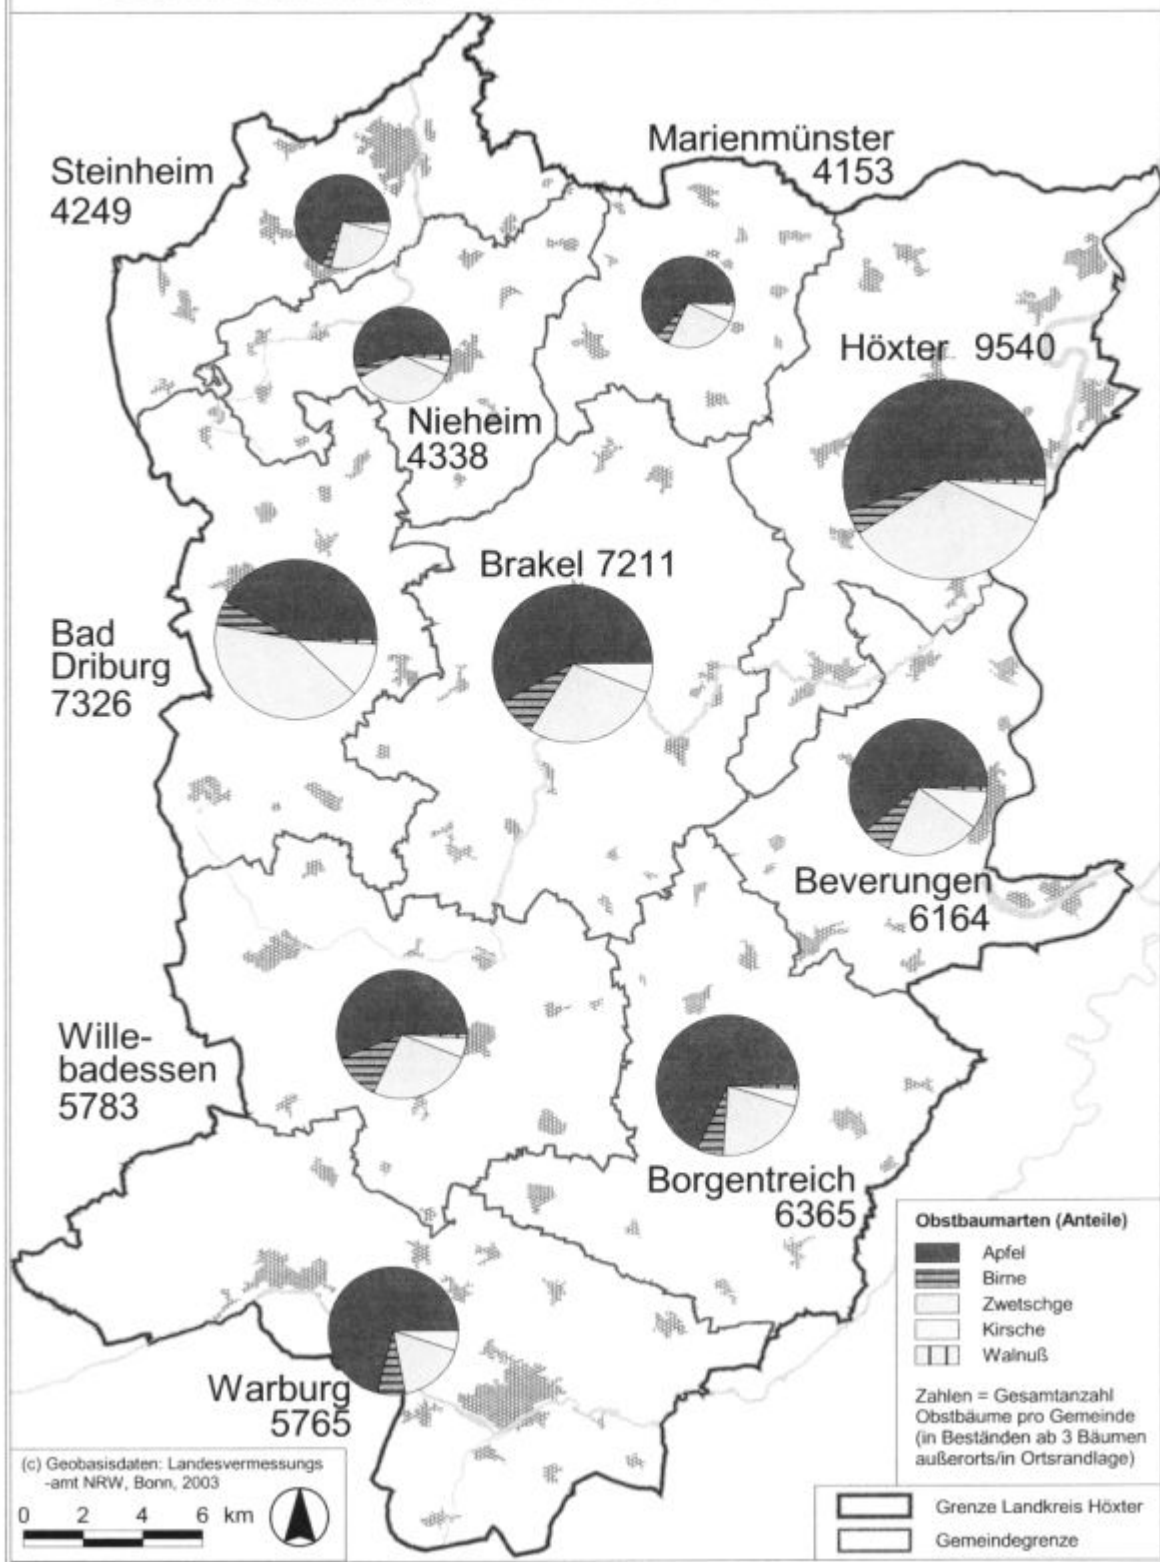 Marienmünster
4153
Steinheim
4249
Höxter 9540
Nieheim
4338
Brakel 7211
Bad
Driburg
7326
Beverungen
6164
Wille-
badessen
5783
Borgentreich
6365
Warburg
5765
Obstbaumarten (Anteile)
Apfel
Birne
Zwetschge
Kirsche
Walnuß
Zahlen = Gesamtanzahl
Obstbäume pro Gemeinde
(in Beständen ab 3 Bäumen
außerorts/in Ortsrandlage)
(c) Geobasisdaten: Landesvermessungs
-amt NRW, Bonn, 2003
0 2 4 6 km
Grenze Landkreis Höxter
Gemeindegrenze